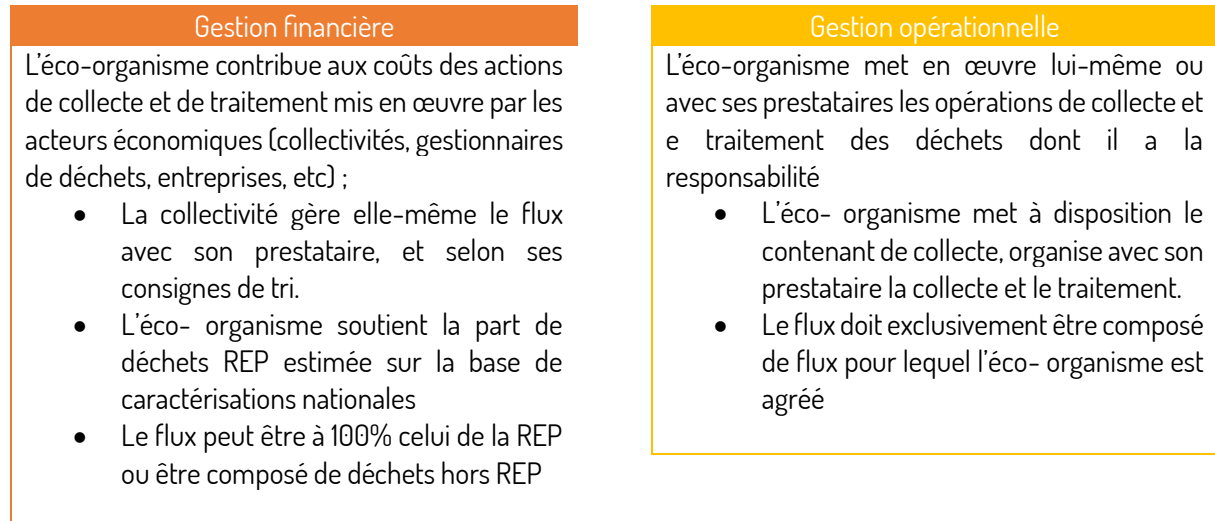 Gestion financière
L'éco-organisme contribue aux coûts des actions
de collecte et de traitement mis en œuvre par les
acteurs économiques (collectivités, gestionnaires
de déchets, entreprises, etc) ;
• La collectivité gère elle-même le flux
avec son prestataire, et selon ses
consignes de tri.
• L'éco- organisme soutient la part de
déchets REP estimée sur la base de
caractérisations nationales
• Le flux peut être à 100% celui de la REP
ou être composé de déchets hors REP
Gestion opérationnelle
L'éco-organisme met en œuvre lui-même ou
avec ses prestataires les opérations de collecte et
e traitement des déchets dont il a la
responsabilité
• L'éco- organisme met à disposition le
contenant de collecte, organise avec son
prestataire la collecte et le traitement.
• Le flux doit exclusivement être composé
de flux pour lequel l'éco- organisme est
agréé